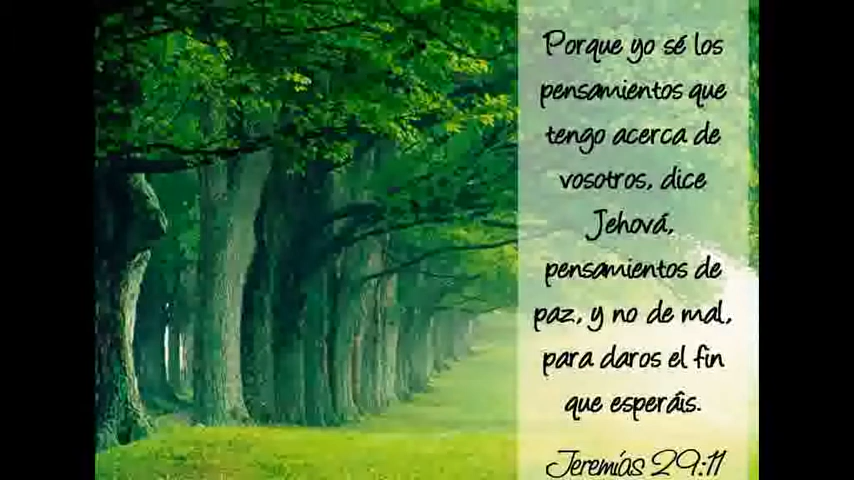 Porque yo sé los
pensamientos que
tengo acerca de
vosotros, dice
Jehová,
pensamientos de
paz, y no de mal,
para daros el fin
que esperáis.
Jeremías 29:11